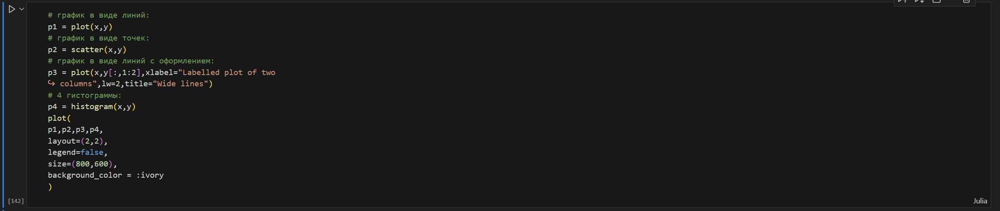 # график в виде линий:
p1 = plot(x,y)
# график в виде точек:
p2 = scatter(x,y)
# график в виде линий с оформлением:
p3 = plot(x,y[:,1:2],xlabel="Labelled plot of two
↪ columns",lw=2,title="Wide lines")
# 4 гистограммы:
p4 = histogram(x,y)
plot(
p1,p2,p3,p4,
layout=(2,2),
legend=false,
size=(800,600),
background_color = :ivory
)
[142]
Julia